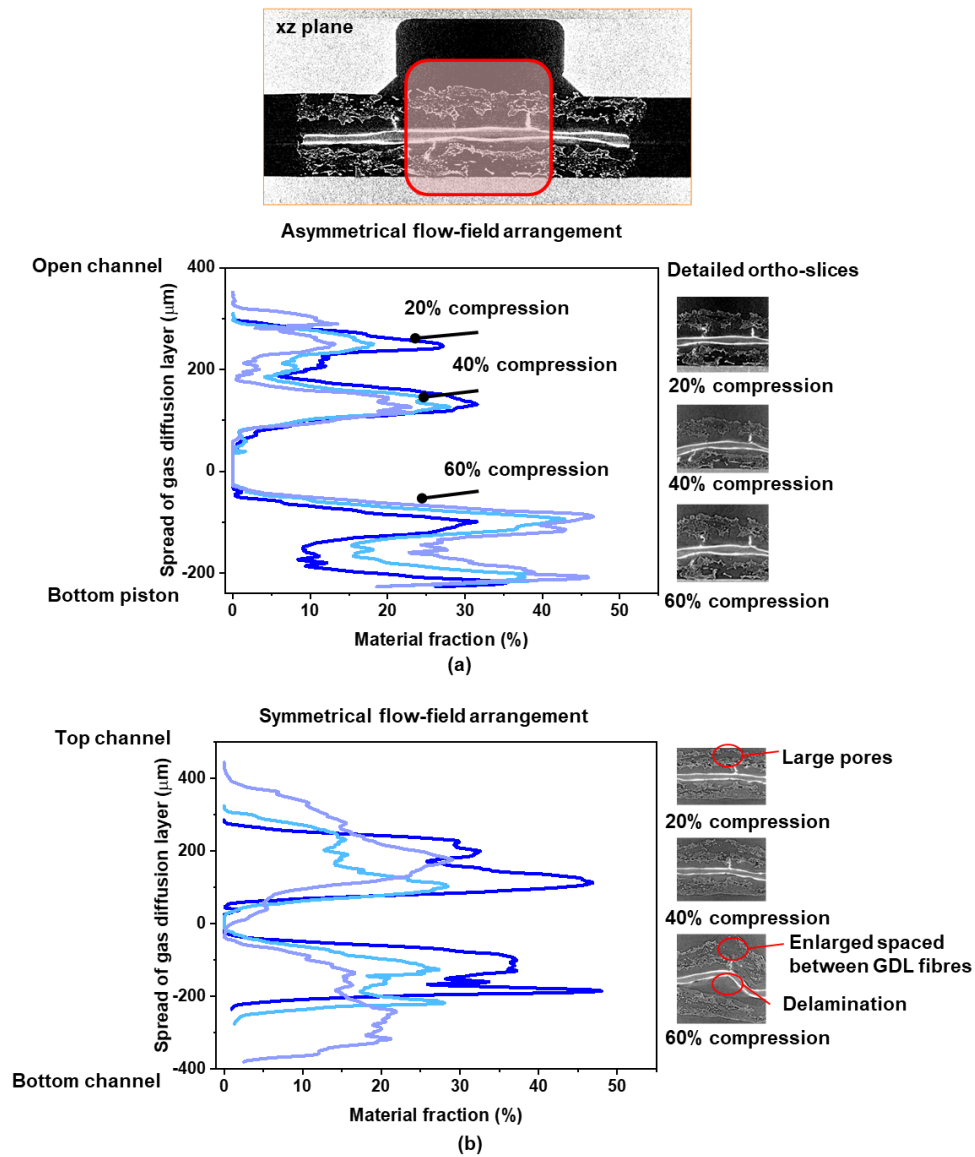 xz plane
Asymmetrical flow-field arrangement
Open channel
Detailed ortho-slices
Spread of gas diffusion layer (μm)
400
200
0
-200
20% compression
40% compression
60% compression
Bottom piston
0 10 20 30 40 50
Material fraction (%)
(a)
20% compression
40% compression
60% compression
Symmetrical flow-field arrangement
Top channel
Spread of gas diffusion layer (μm)
400
200
0
-200
-400
Bottom channel
0 10 20 30 40 50
Material fraction (%)
(b)
Large pores
20% compression
40% compression
Enlarged spaced
between GDL fibres
Delamination
60% compression